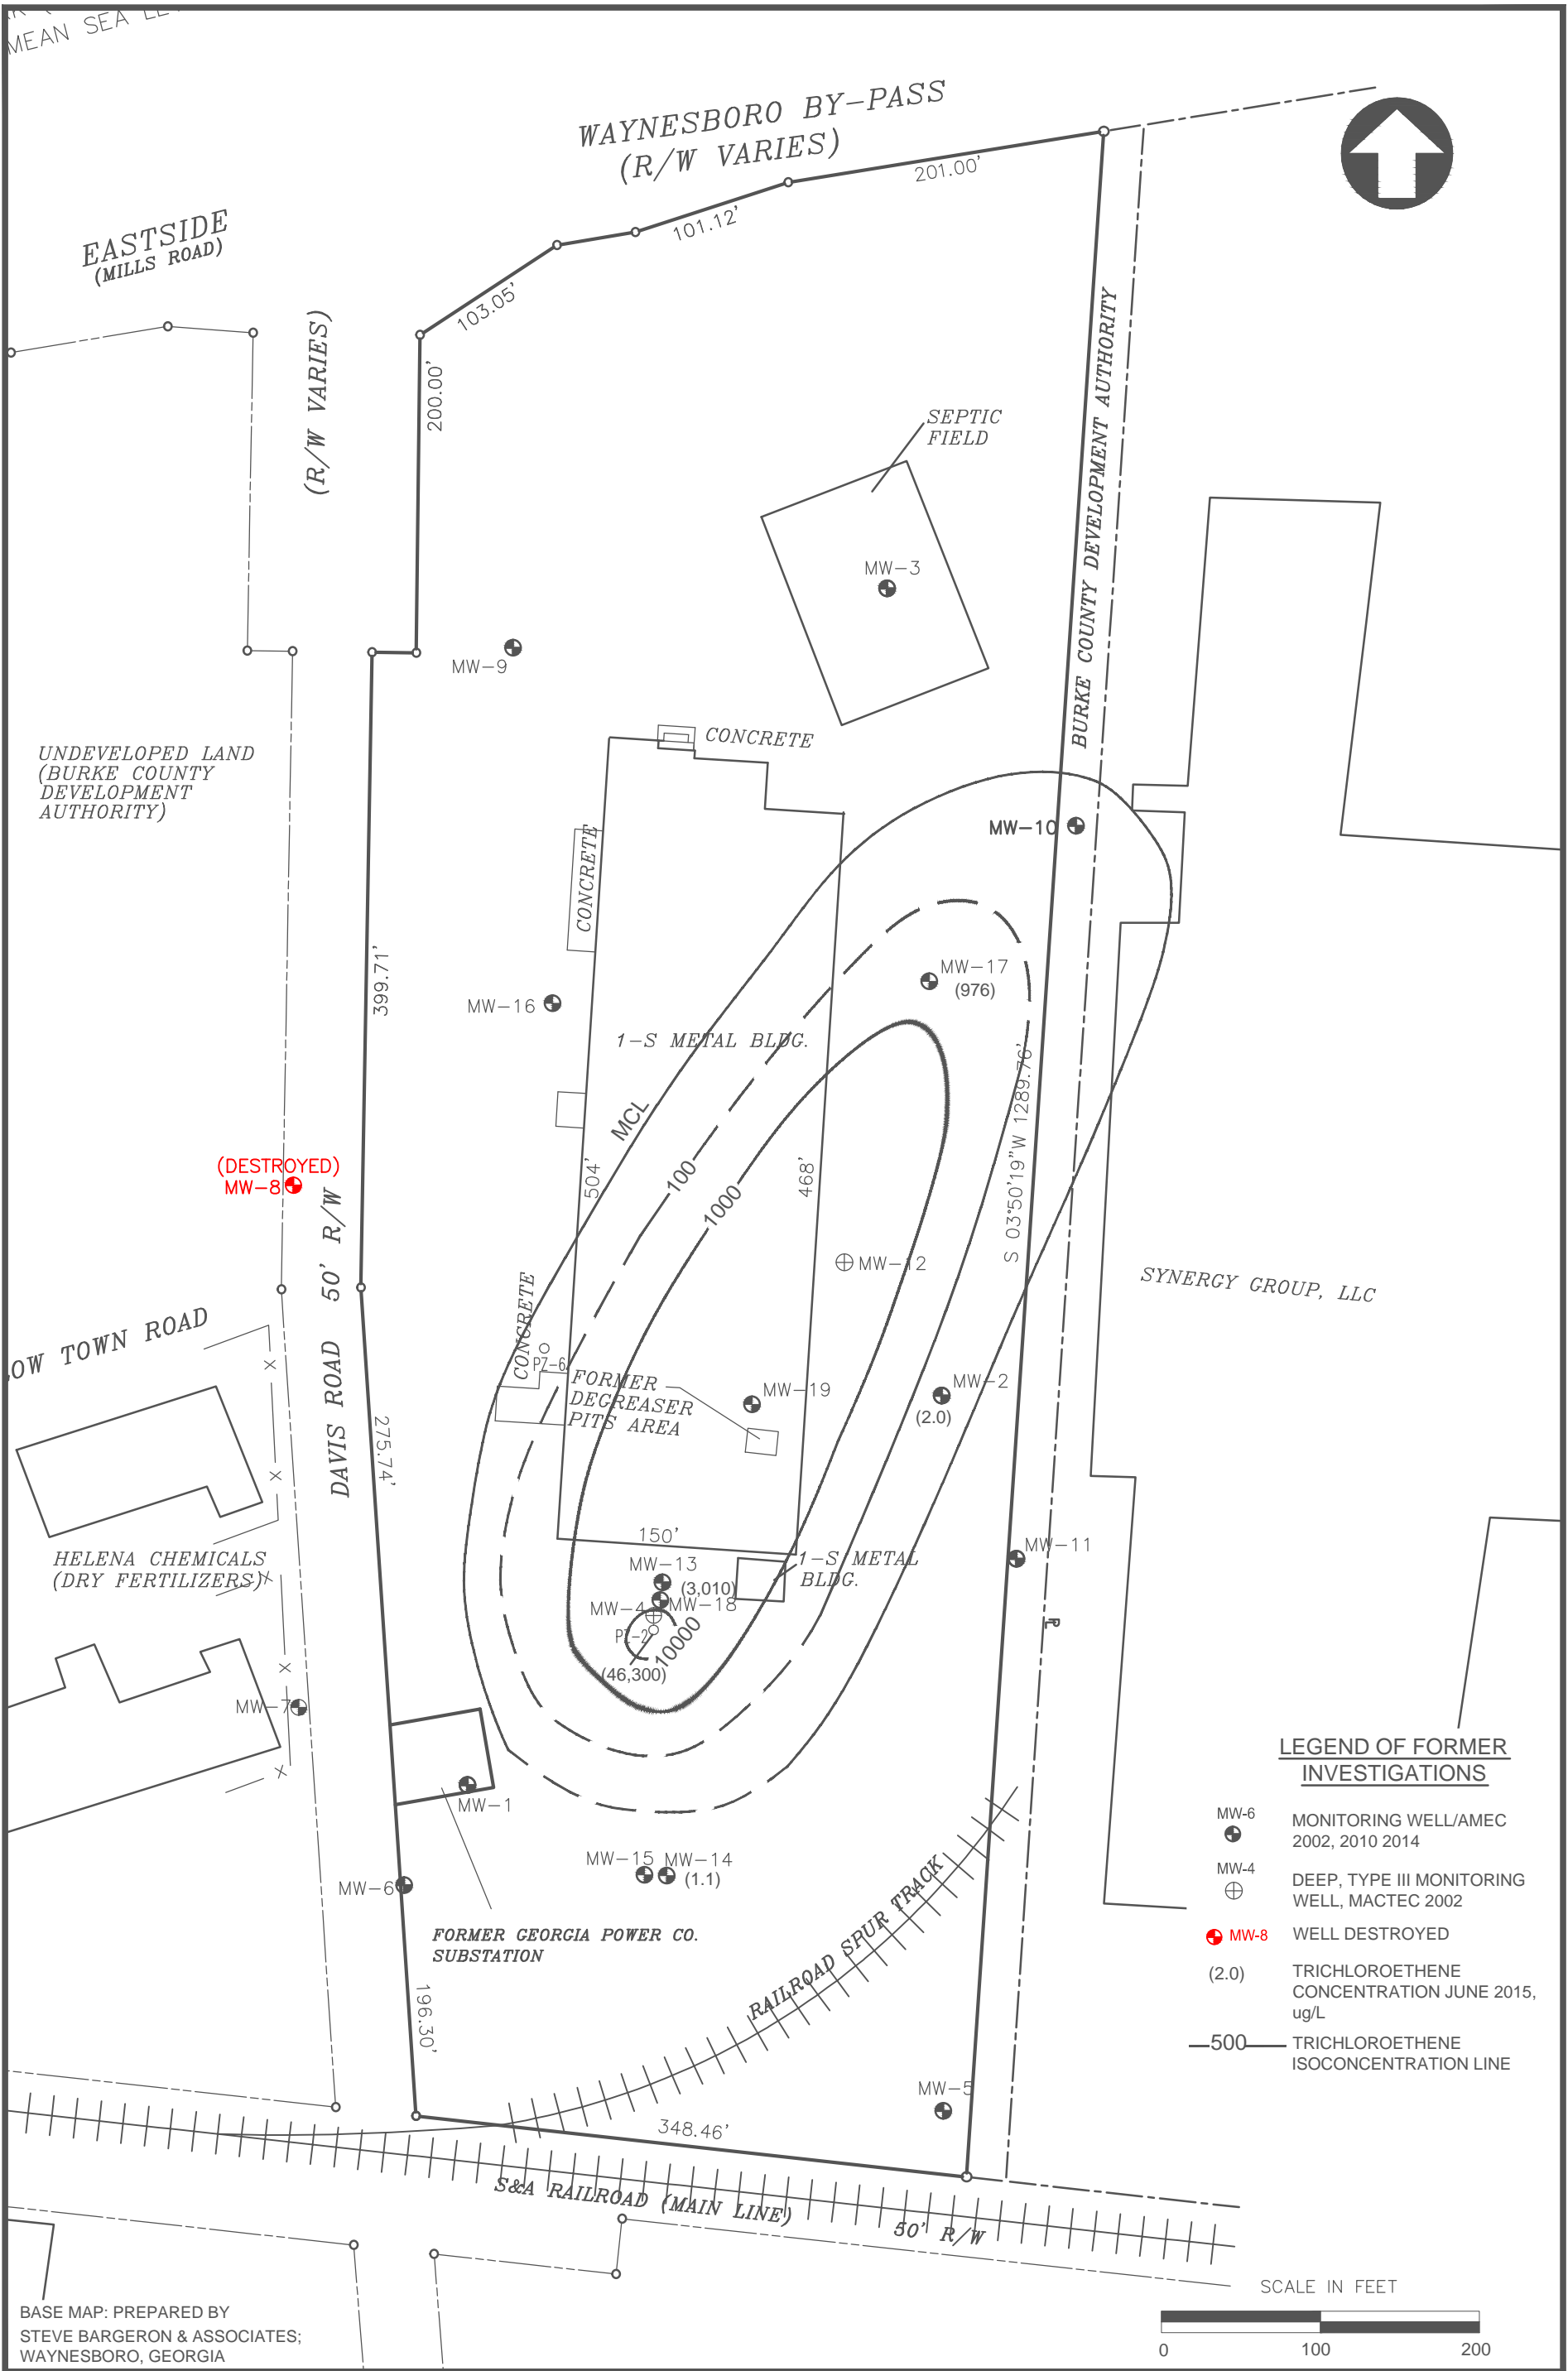 MEAN SEA
WAYNESBORO BY-PASS
(R/W VARIES)
201.00'
101.12'
103.05'
EASTSIDE
(MILLS ROAD)
(R/W VARIES)
200.00'
SEPTIC
FIELD
BURKE COUNTY DEVELOPMENT AUTHORITY
MW-3
MW-9
CONCRETE
UNDEVELOPED LAND
(BURKE COUNTY
DEVELOPMENT
AUTHORITY)
MW-10
CONCRETE
399.71'
MW-17
(976)
MW-16
1-S METAL BLDG.
S 03°50'19"W 1289.76'
MCL
100
1000
504'
468'
(DESTROYED)
MW-8
DAVIS ROAD 50' R/W
MW-12
SYNERGY GROUP, LLC
OW TOWN ROAD
CONCRETE
PZ-6
FORMER
DEGREASER
PITS AREA
MW-19
MW-2
(2.0)
275.74'
150'
HELENA CHEMICALS
(DRY FERTILIZERS)
X
X
X
X
X
MW-13
(3,010)
MW-18
MW-4
PZ-2
10000
(46,300)
1-S METAL
BLDG.
MW-11
PL
MW-7
MW-1
MW-15
MW-14
(1.1)
MW-6
FORMER GEORGIA POWER CO.
SUBSTATION
RAILROAD SPUR TRACK
196.30'
MW-5
348.46'
S&A RAILROAD (MAIN LINE)
50' R/W
LEGEND OF FORMER
INVESTIGATIONS
MW-6
MONITORING WELL/AMEC
2002, 2010 2014
MW-4
DEEP, TYPE III MONITORING
WELL, MACTEC 2002
MW-8
WELL DESTROYED
(2.0)
TRICHLOROETHENE
CONCENTRATION JUNE 2015,
ug/L
500
TRICHLOROETHENE
ISOCONCENTRATION LINE
SCALE IN FEET
0 100 200
BASE MAP: PREPARED BY
STEVE BARGERON & ASSOCIATES;
WAYNESBORO, GEORGIA